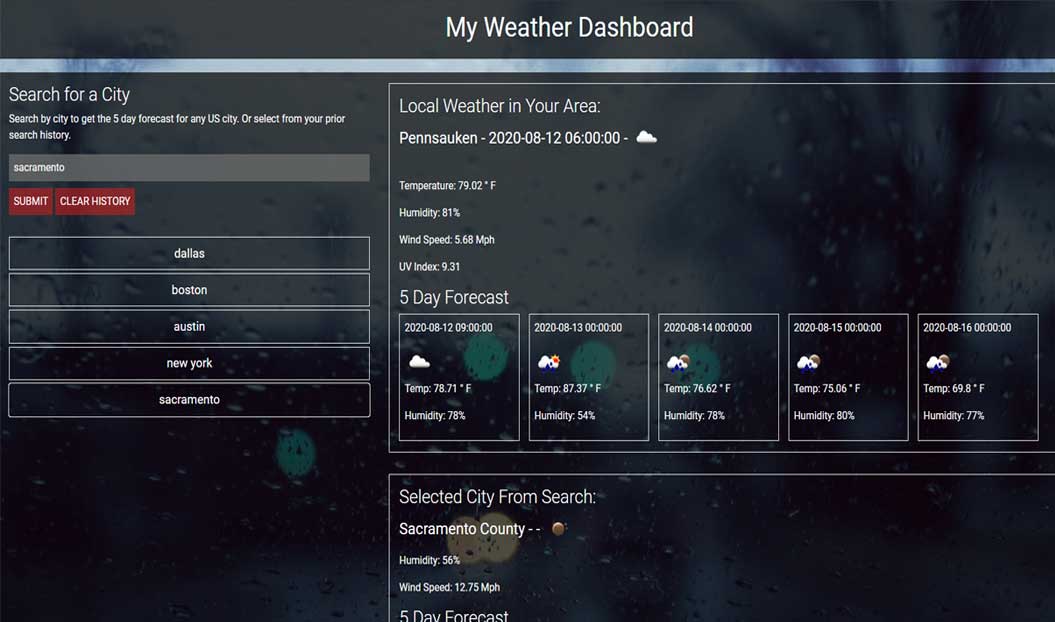 My Weather Dashboard
Search for a City
Search by city to get the 5 day forecast for any US city. Or select from your prior
search history.
sacramento
SUBMIT CLEAR HISTORY
dallas
boston
austin
new york
sacramento
Local Weather in Your Area:
Pennsauken - 2020-08-12 06:00:00 -
Temperature: 79.02 ° F
Humidity: 81%
Wind Speed: 5.68 Mph
UV Index: 9.31
5 Day Forecast
2020-08-12 09:00:00
Temp: 78.71 ° F
Humidity: 78%
2020-08-13 00:00:00
Temp: 87.37 ° F
Humidity: 54%
2020-08-14 00:00:00
Temp: 76.62 ° F
Humidity: 78%
2020-08-15 00:00:00
Temp: 75.06 ° F
Humidity: 80%
2020-08-16 00:00:00
Temp: 69.8 ° F
Humidity: 77%
Selected City From Search:
Sacramento County - -
Humidity: 56%
Wind Speed: 12.75 Mph
5 Day Forecast